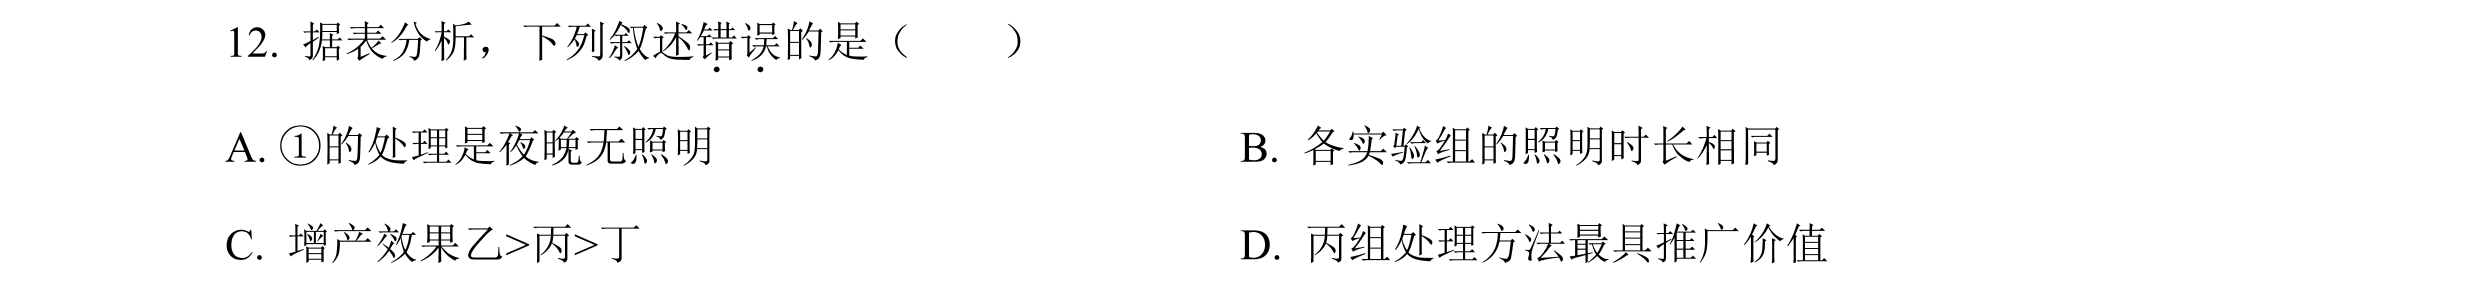 12. 据表分析，下列叙述错误的是（　　）
A. ①的处理是夜晚无照明　　B. 各实验组的照明时长相同
C. 增产效果乙>丙>丁　　D. 丙组处理方法最具推广价值